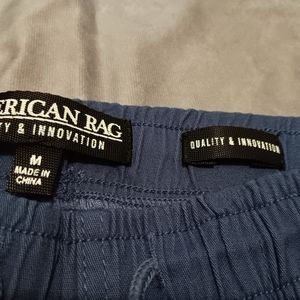 ERICAN RAG
TY & INNOVATION
M
MADE IN
CHINA
QUALITY & INNOVATION